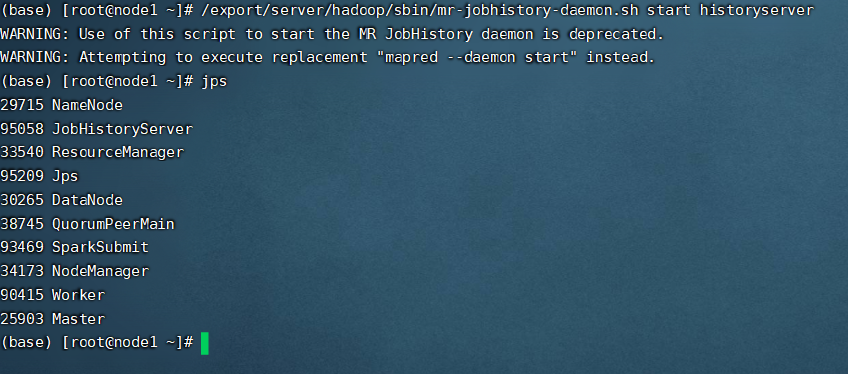 (base) [root@node1 ~]# /export/server/hadoop/sbin/mr-jobhistory-daemon.sh start historyserver
WARNING: Use of this script to start the MR JobHistory daemon is deprecated.
WARNING: Attempting to execute replacement "mapred --daemon start" instead.
(base) [root@node1 ~]# jps
29715 NameNode
95058 JobHistoryServer
33540 ResourceManager
95209 Jps
30265 DataNode
38745 QuorumPeerMain
93469 SparkSubmit
34173 NodeManager
90415 Worker
25903 Master
(base) [root@node1 ~]#